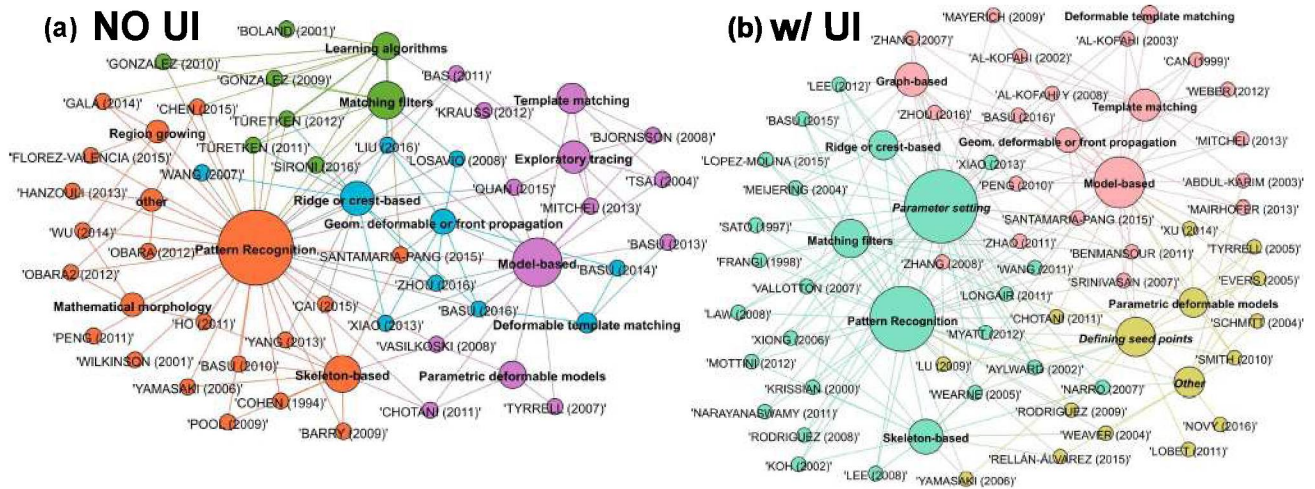 (a) NO UI
'BOLAND (2001)'
Learning algorithms
'GONZALEZ (2010)'
'GONZALEZ (2009)'
'BAS (2011)'
'GALA (2014)'
'CHEN (2015)'
Matching filters
Template matching
'KRAUSS (2012)'
Region growing
'TÜRETKEN (2012)'
'BJORNSSON (2008)'
'TÜRETKEN (2011)'
'LIU (2016)'
'FLOREZ-VALENCIA (2015)'
'LOSAVIO (2008)'
Exploratory tracing
'SIRONI (2016)'
'WANG (2007)'
'TSAI (2004)'
'HANZOULI (2013)'
'QUAN (2015)'
other
Ridge or crest-based
'MITCHEL (2013)'
Geom. deformable or front propagation
'WU (2014)'
'OBARA (2012)'
Pattern Recognition
'SANTAMARIA-PANG (2015)'
'BASU (2013)'
Model-based
'BASU (2014)'
'OBARA2 (2012)'
'ZHOU (2016)'
Mathematical morphology
'CAI (2015)'
'BASU (2016)'
'HO (2011)'
'XIAO (2013)'
Deformable template matching
'PENG (2011)'
'YANG (2013)'
'VASILKOSKI (2008)'
'WILKINSON (2001)'
'BASU (2010)'
Skeleton-based
Parametric deformable models
'YAMASAKI (2006)'
'COHEN (1994)'
'CHOTANI (2011)'
'TYRRELL (2007)'
'POOL (2009)'
'BARRY (2009)'
(b) w/ UI
'MAYERICH (2009)'
Deformable template matching
'ZHANG (2007)'
'AL-KOFAHI (2003)'
'AL-KOFAHI (2002)'
'CAN (1999)'
Graph-based
'LEE (2012)'
'AL-KOFAHI Y (2008)'
'WEBER (2012)'
'ZHOU (2016)'
'BASU (2016)'
Template matching
'BASU (2015)'
Ridge or crest-based
Geom. deformable or front propagation
'MITCHEL (2013)'
'LOPEZ-MOLINA (2015)'
'XIAO (2013)'
'MEIJERING (2004)'
'PENG (2010)'
Model-based
'ABDUL-KARIM (2003)'
Parameter setting
'SANTAMARIA-PANG (2015)'
'MAIRHOFER (2013)'
'SATO (1997)'
Matching filters
'XU (2014)'
'ZHAO (2011)'
'TYRRELL (2005)'
'FRANGI (1998)'
'BENMANSOUR (2011)'
'ZHANG (2008)'
'WANG (2011)'
'EVERS (2005)'
'VALLOTTON (2007)'
'SRINIVASAN (2007)'
'LONGAIR (2011)'
Parametric deformable models
'LAW (2008)'
Pattern Recognition
'CHOTANI (2011)'
'SCHMITT (2004)'
'XIONG (2006)'
'MYATT (2012)'
Defining seed points
'MOTTINI (2012)'
'LU (2009)'
'AYLWARD (2002)'
'SMITH (2010)'
'KRISSIAN (2000)'
'WEARNE (2005)'
'NARRO (2007)'
Other
'NARAYANASWAMY (2011)'
'RODRIGUEZ (2009)'
'RODRIGUEZ (2008)'
Skeleton-based
'WEAVER (2004)'
'NOVY (2016)'
'LOBET (2011)'
'KOH (2002)'
'LEE (2008)'
'RELLÁN-ÁLVAREZ (2015)'
'YAMASAKI (2006)'